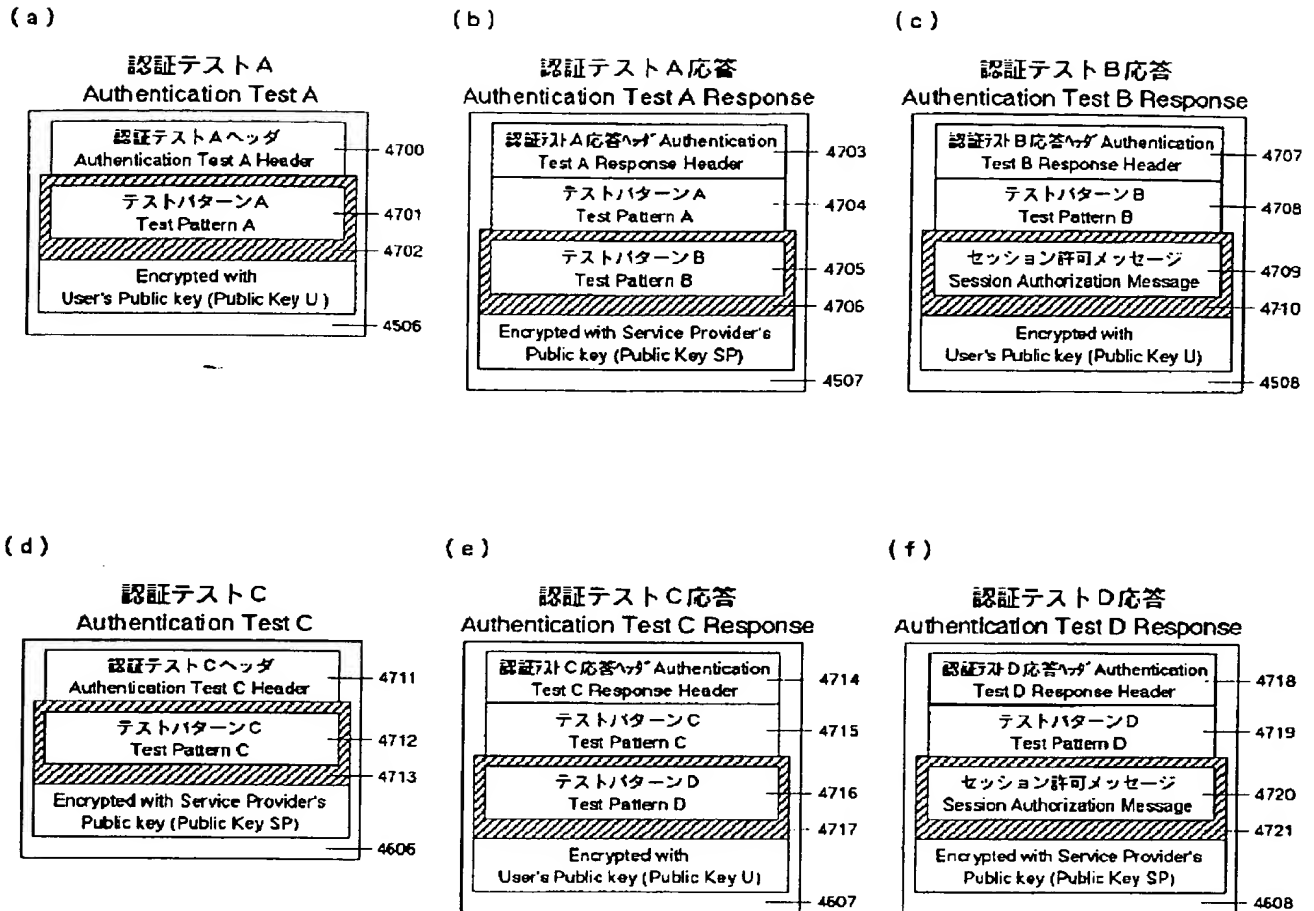 (a)
認証テストA
Authentication Test A
認証テストAヘッダ
Authentication Test A Header
4700
テストパターンA
Test Pattern A
4701
4702
Encrypted with
User's Public key (Public Key U)
4506
(b)
認証テストA応答
Authentication Test A Response
認証テストA応答ヘッダ Authentication
Test A Response Header
4703
テストパターンA
Test Pattern A
4704
テストパターンB
Test Pattern B
4705
4706
Encrypted with Service Provider's
Public key (Public Key SP)
4507
(c)
認証テストB応答
Authentication Test B Response
認証テストB応答ヘッダ Authentication
Test B Response Header
4707
テストパターンB
Test Pattern B
4708
セッション許可メッセージ
Session Authorization Message
4709
4710
Encrypted with
User's Public key (Public Key U)
4508
(d)
認証テストC
Authentication Test C
認証テストCヘッダ
Authentication Test C Header
4711
テストパターンC
Test Pattern C
4712
4713
Encrypted with Service Provider's
Public key (Public Key SP)
4606
(e)
認証テストC応答
Authentication Test C Response
認証テストC応答ヘッダ Authentication
Test C Response Header
4714
テストパターンC
Test Pattern C
4715
テストパターンD
Test Pattern D
4716
4717
Encrypted with
User's Public key (Public Key U)
4607
(f)
認証テストD応答
Authentication Test D Response
認証テストD応答ヘッダ Authentication
Test D Response Header
4718
テストパターンD
Test Pattern D
4719
セッション許可メッセージ
Session Authorization Message
4720
4721
Encrypted with Service Provider's
Public key (Public Key SP)
4608